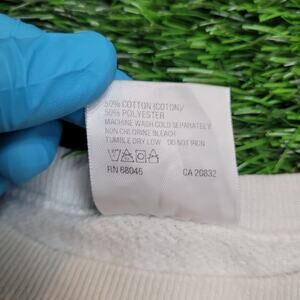 50% COTTON (COTON)/
50% POLYESTER
MACHINE WASH COLD SEPARATELY
NON CHLORINE BLEACH
TUMBLE DRY LOW DO NOT IRON
RN 68046 CA 20832